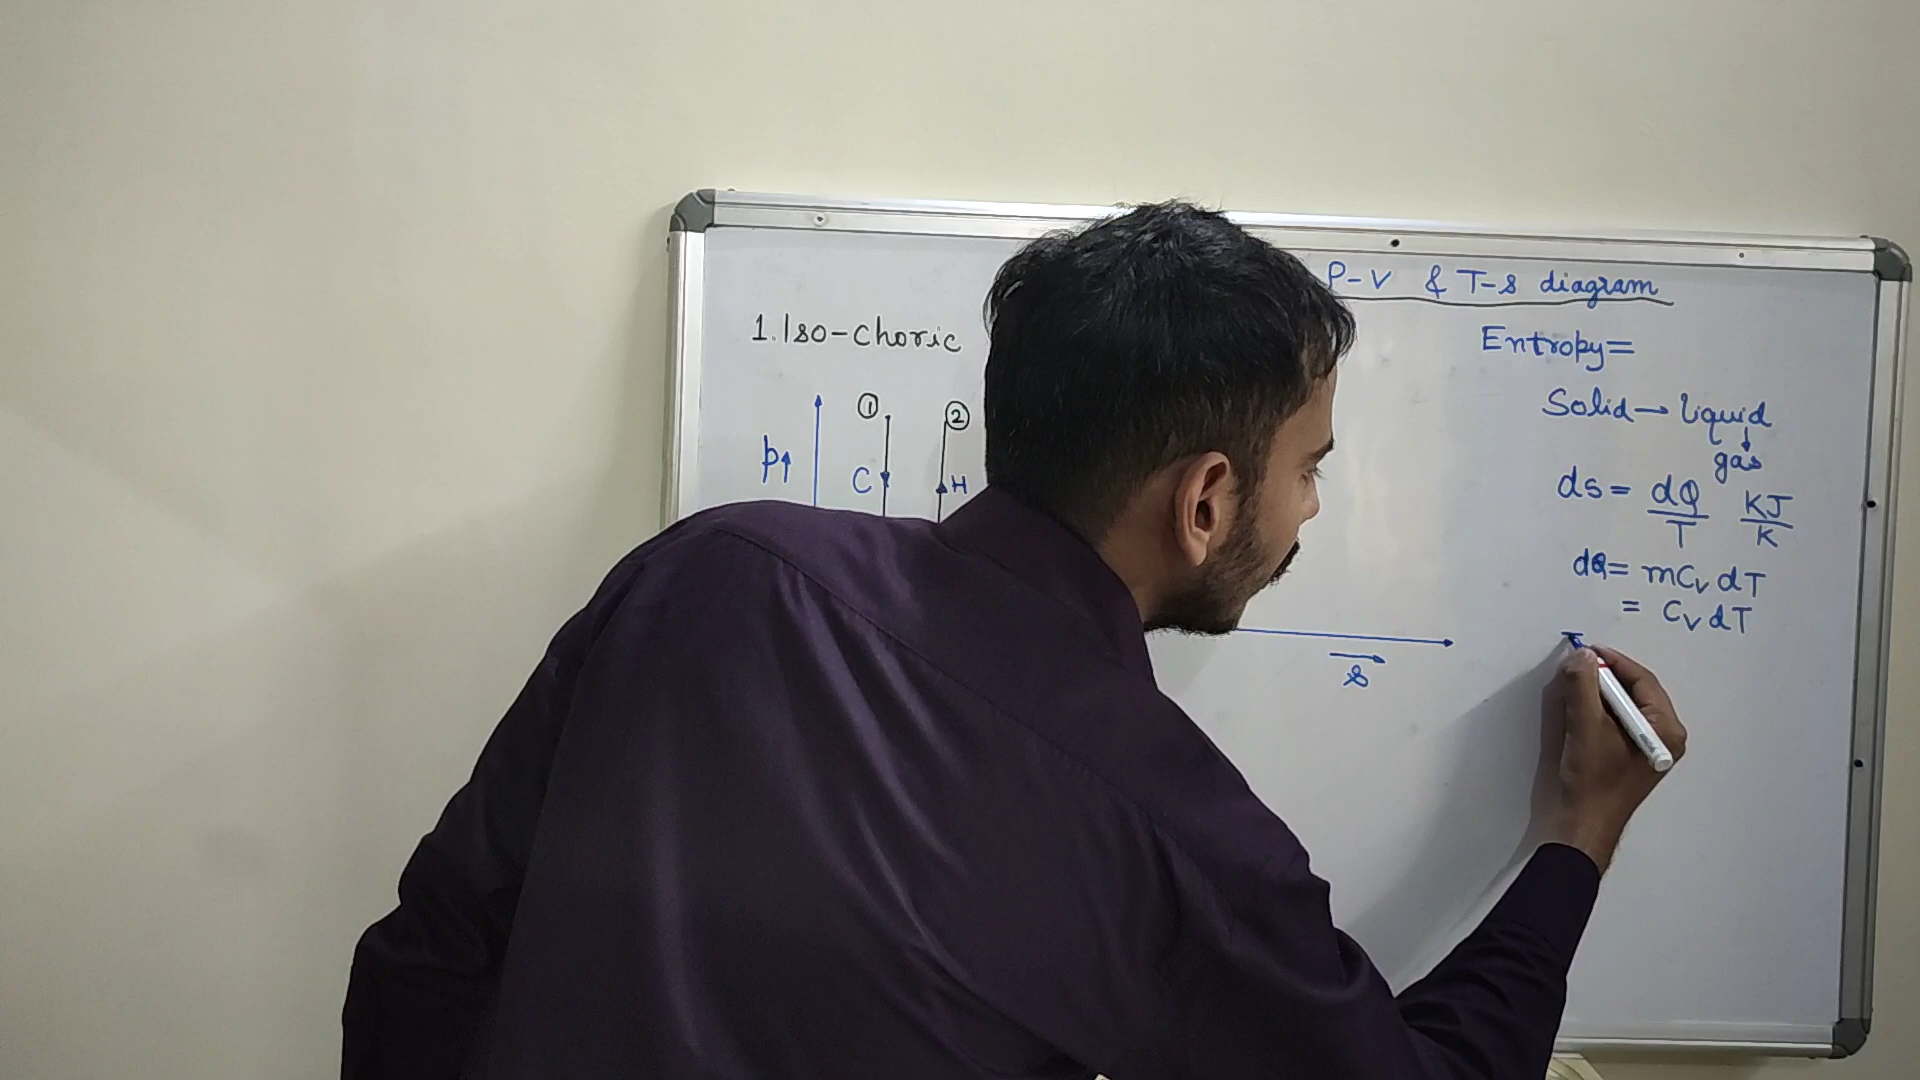 P-V & T-s diagram
1. Iso-choric
Entropy=
Solid → liquid
↓
gas
p↑
① ②
C H
ds = dQ/T KJ/K
dQ = mCv dT
= Cv dT
T
→
s